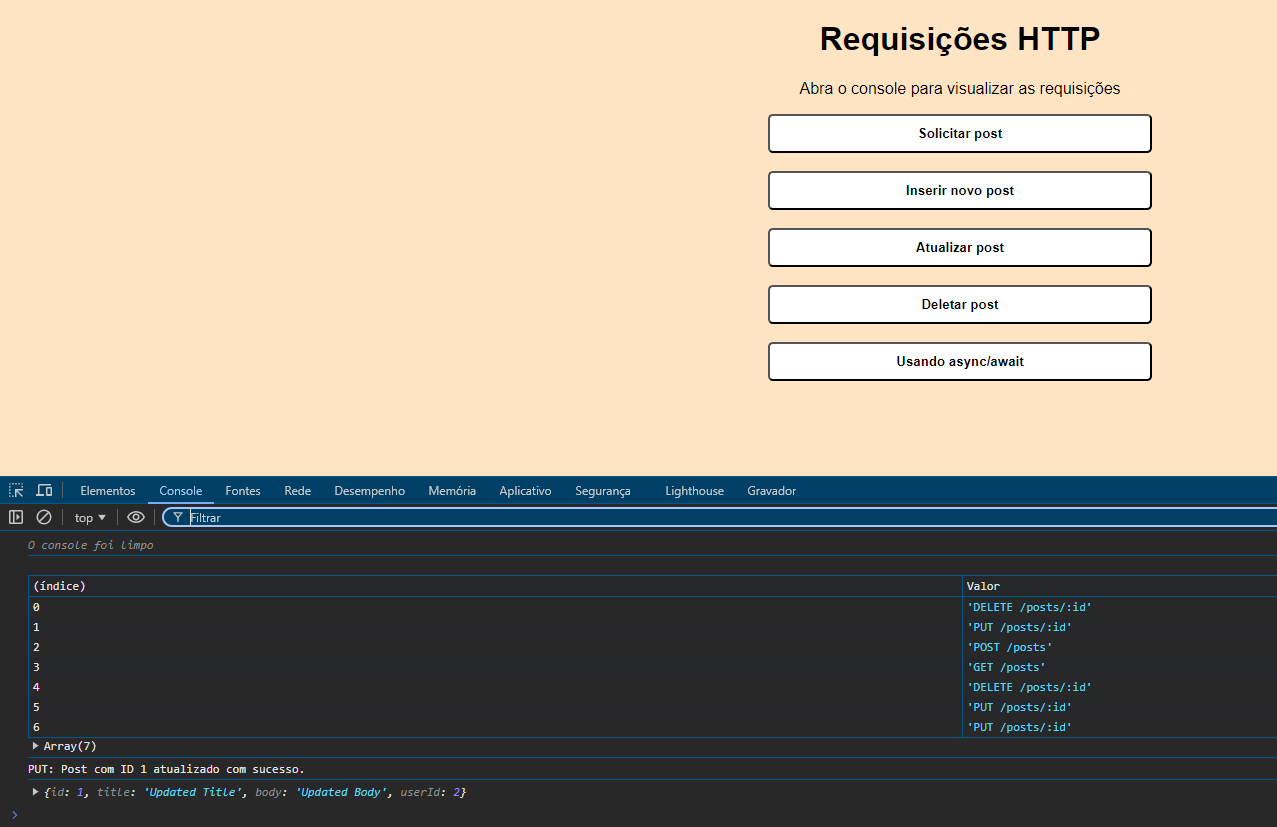 Requisições HTTP
Abra o console para visualizar as requisições
Solicitar post
Inserir novo post
Atualizar post
Deletar post
Usando async/await
Elementos Console Fontes Rede Desempenho Memória Aplicativo Segurança Lighthouse Gravador
top Filtrar
O console foi limpo
(índice) Valor
0 'DELETE /posts/:id'
1 'PUT /posts/:id'
2 'POST /posts'
3 'GET /posts'
4 'DELETE /posts/:id'
5 'PUT /posts/:id'
6 'PUT /posts/:id'
Array(7)
PUT: Post com ID 1 atualizado com sucesso.
{id: 1, title: 'Updated Title', body: 'Updated Body', userId: 2}